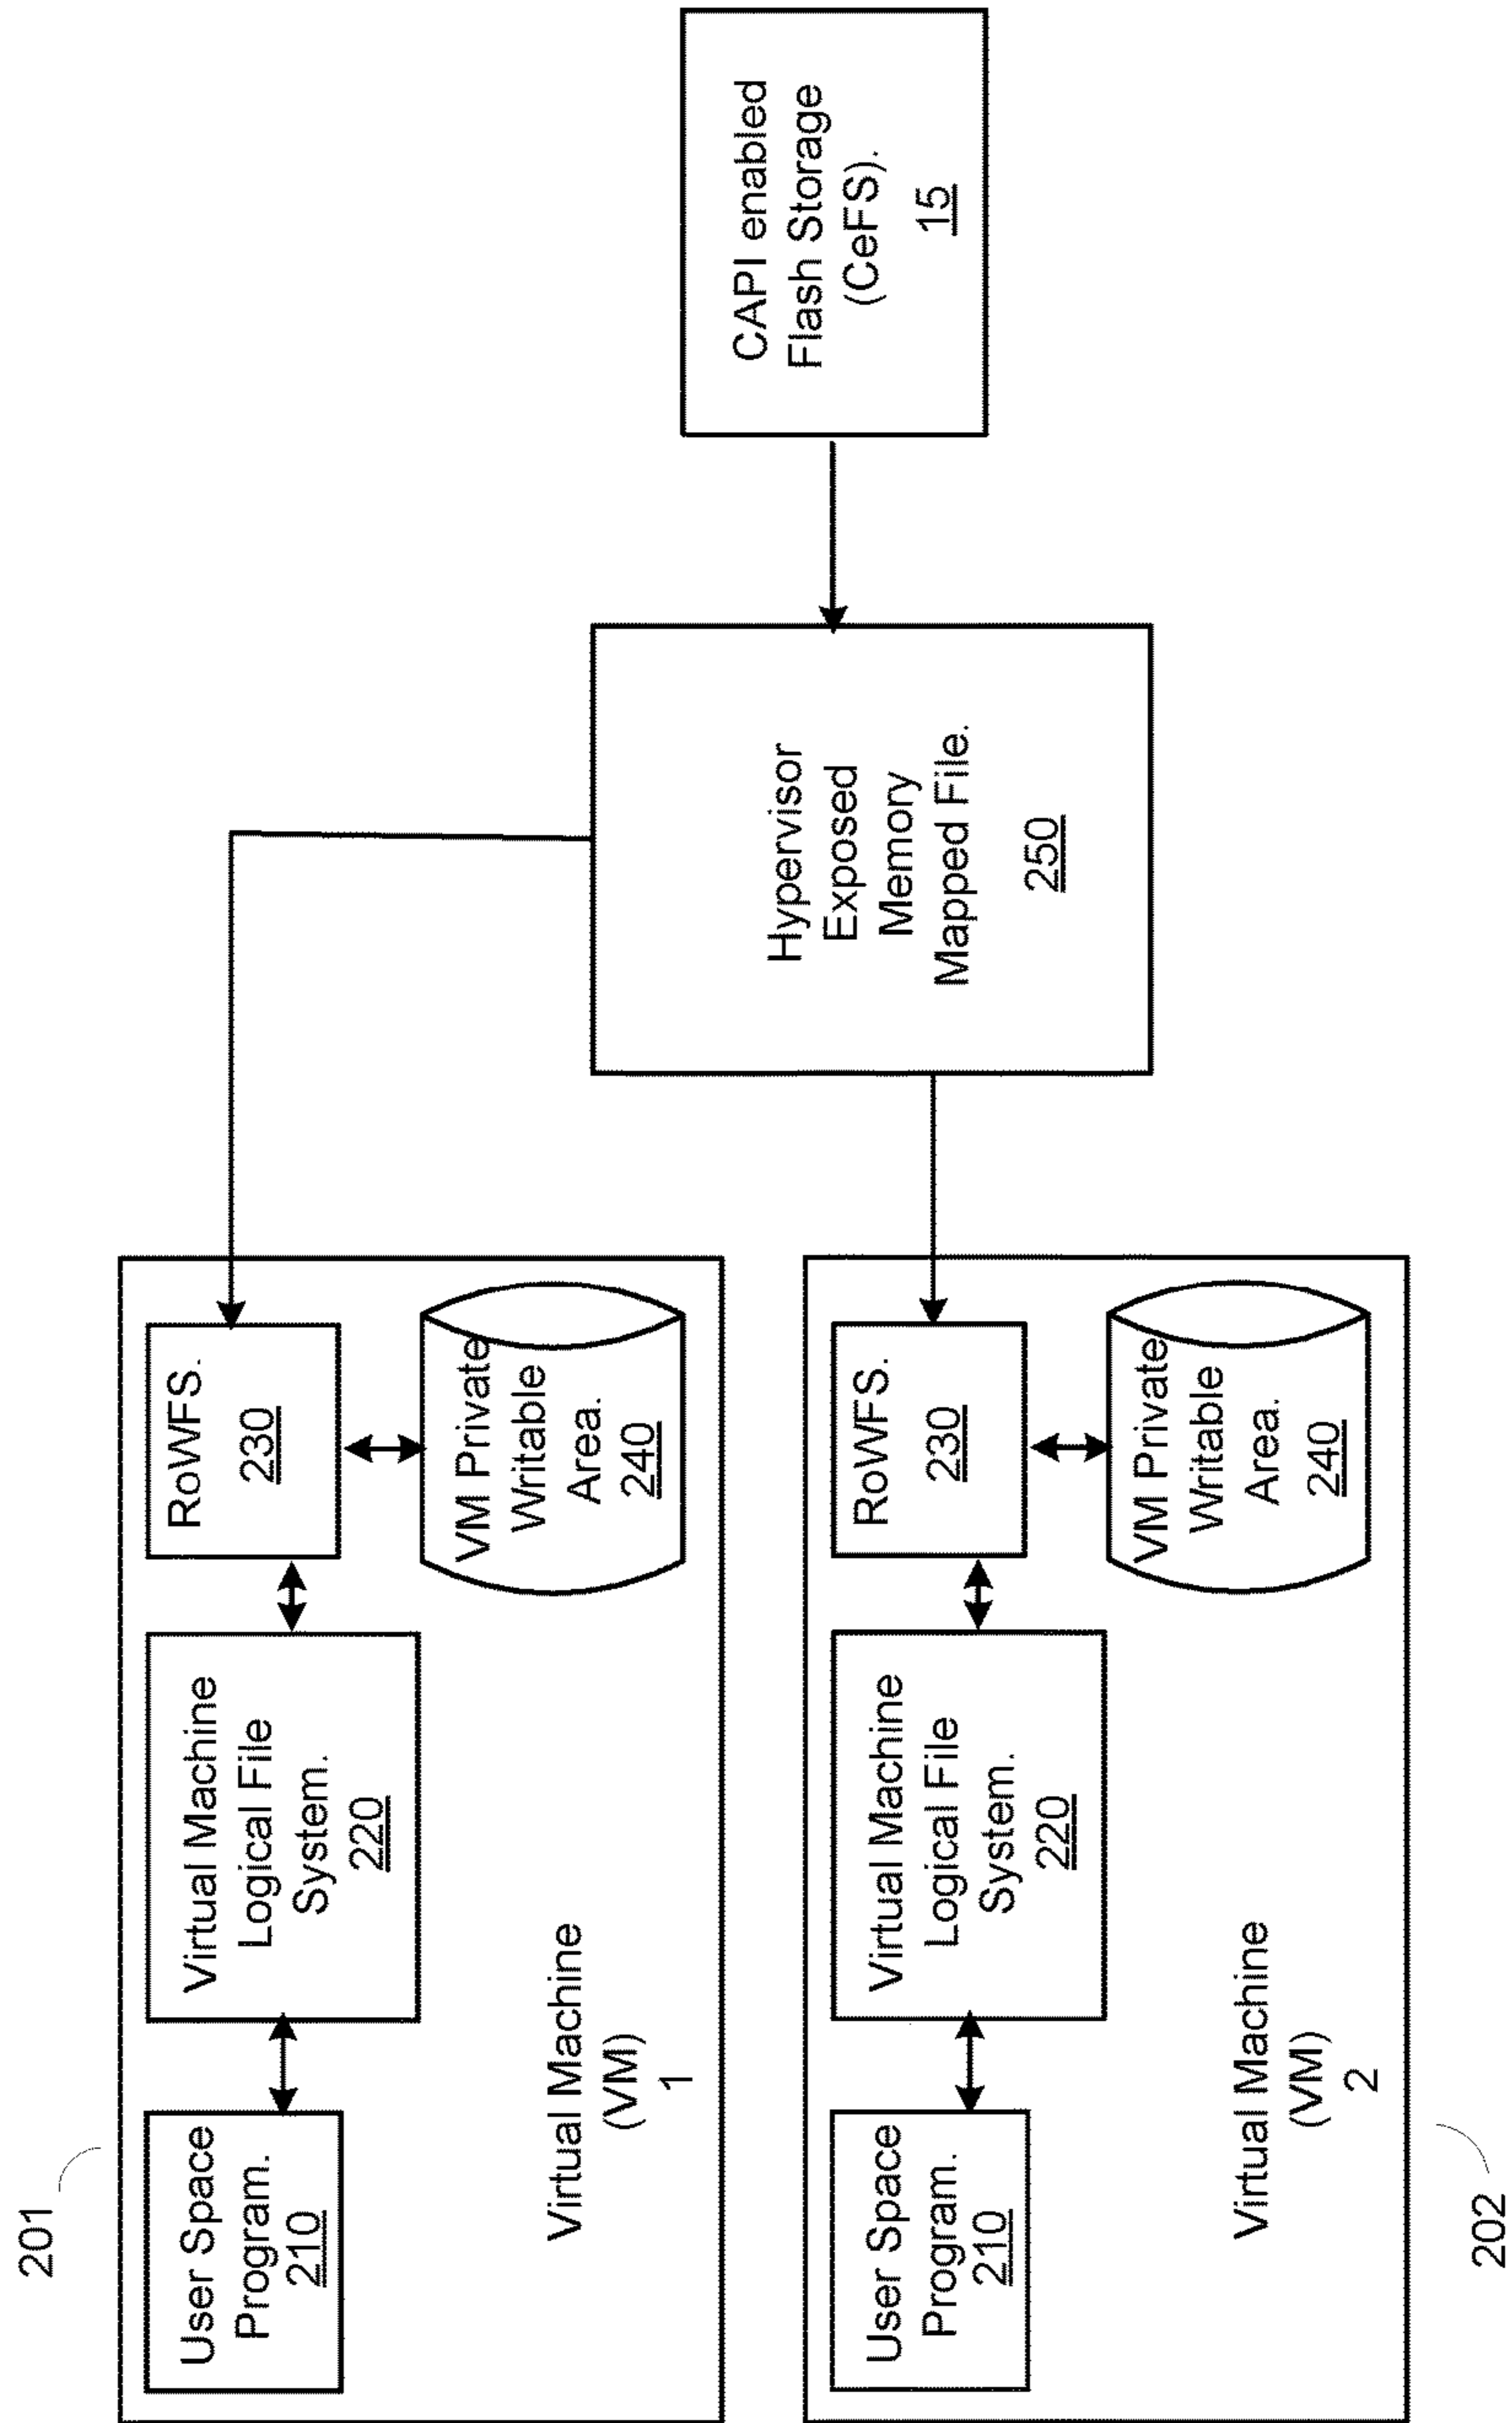 201
User Space
Program.
210
Virtual Machine
Logical File
System.
220
RoWFS.
230
VM Private
Writable
Area.
240
Virtual Machine
(VM)
1
User Space
Program.
210
Virtual Machine
Logical File
System.
220
RoWFS.
230
VM Private
Writable
Area.
240
Virtual Machine
(VM)
2
202
Hypervisor
Exposed
Memory
Mapped File.
250
CAPI enabled
Flash Storage
(CeFS).
15